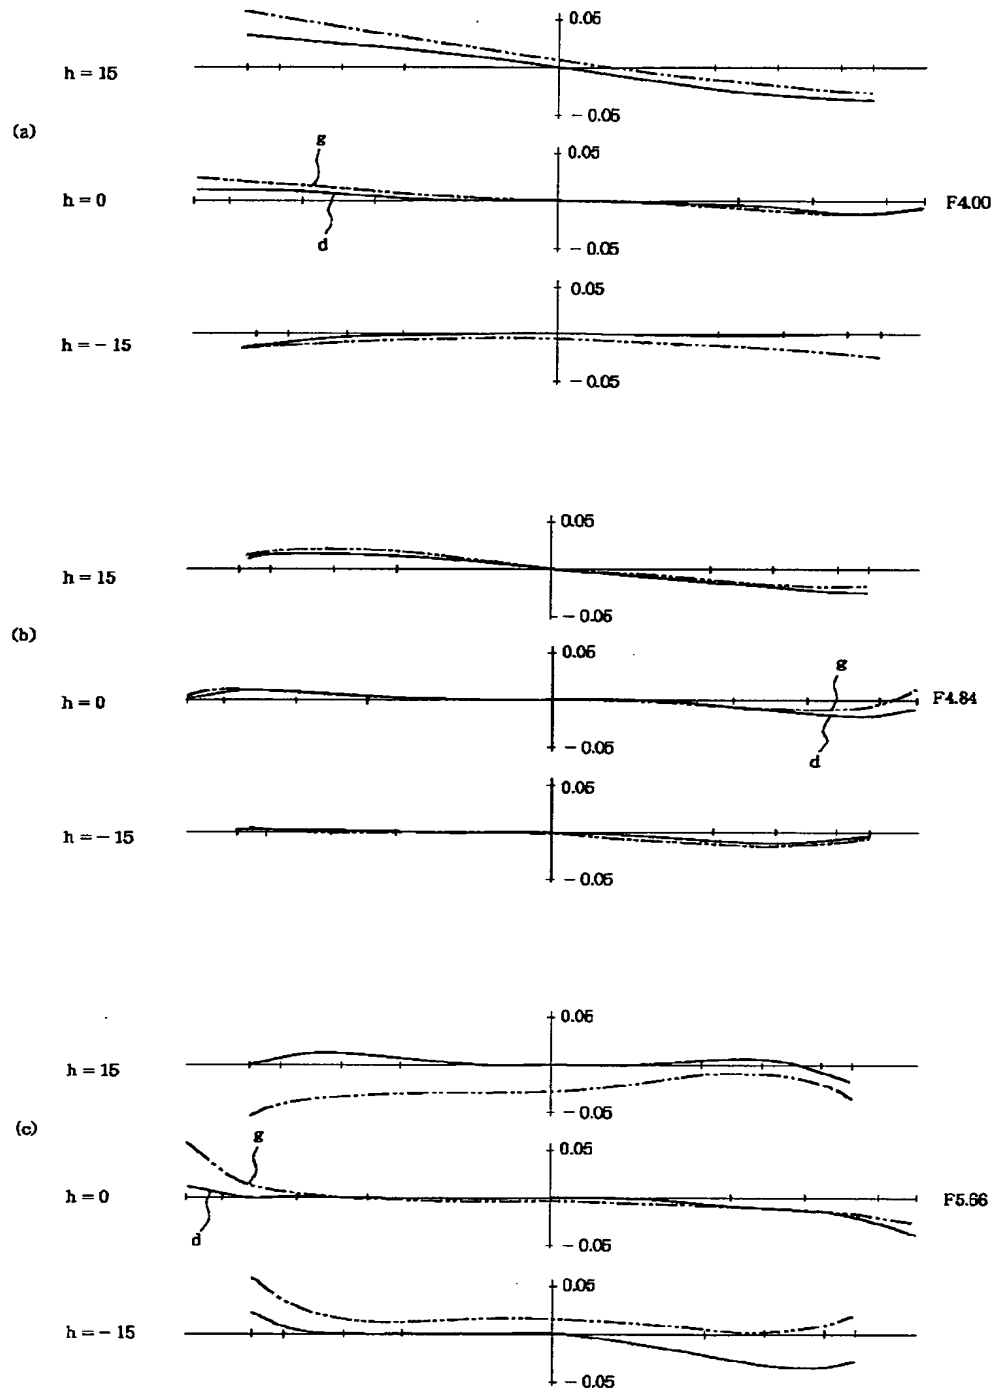 0.05
h = 15
− 0.05
(a)
g
0.05
h = 0
F4.00
d
− 0.05
0.05
h = − 15
− 0.05
0.05
h = 15
− 0.05
(b)
0.05
g
h = 0
F4.84
− 0.05
d
0.05
h = − 15
− 0.05
0.05
h = 15
− 0.05
(c)
g
0.05
h = 0
F5.66
d
− 0.05
0.05
h = − 15
− 0.05